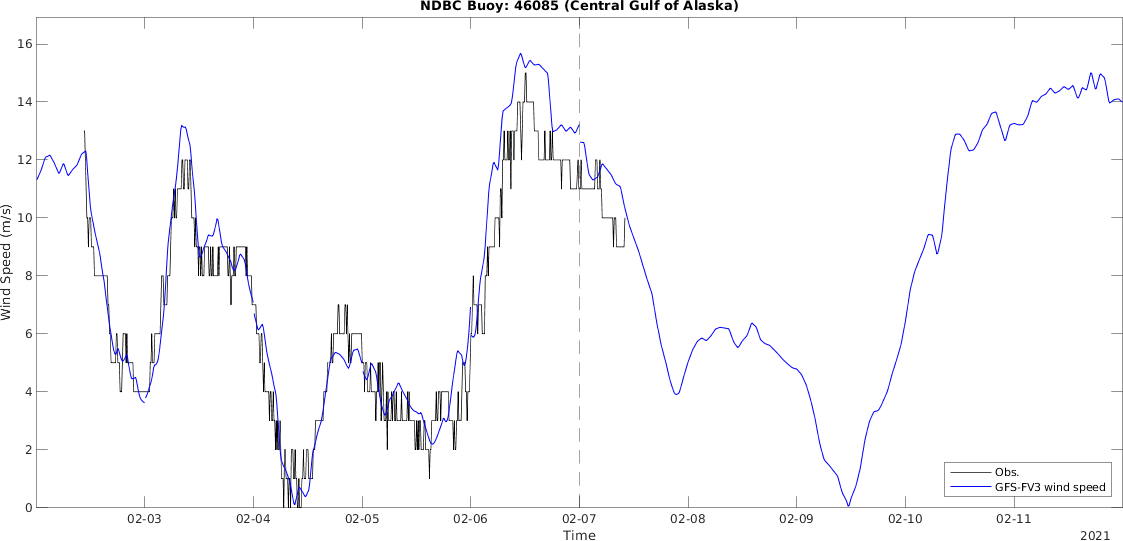 NDBC Buoy: 46085 (Central Gulf of Alaska)
16
14
12
10
8
6
4
2
0
Wind Speed (m/s)
Obs.
GFS-FV3 wind speed
02-03 02-04 02-05 02-06 02-07 02-08 02-09 02-10 02-11
Time
2021